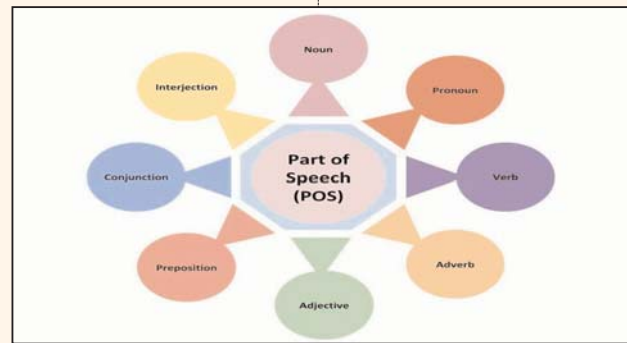 Noun
Interjection
Pronoun
Part of
Speech
(POS)
Conjunction
Verb
Preposition
Adverb
Adjective